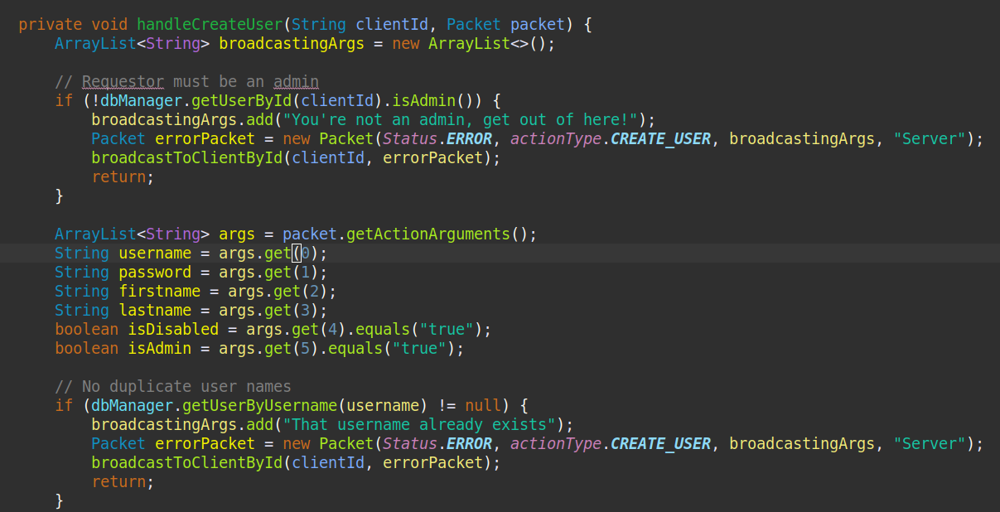 private void handleCreateUser(String clientId, Packet packet) {
ArrayList<String> broadcastingArgs = new ArrayList<>();
// Requestor must be an admin
if (!dbManager.getUserById(clientId).isAdmin()) {
broadcastingArgs.add("You're not an admin, get out of here!");
Packet errorPacket = new Packet(Status.ERROR, actionType.CREATE_USER, broadcastingArgs, "Server");
broadcastToClientById(clientId, errorPacket);
return;
}
ArrayList<String> args = packet.getActionArguments();
String username = args.get(0);
String password = args.get(1);
String firstname = args.get(2);
String lastname = args.get(3);
boolean isDisabled = args.get(4).equals("true");
boolean isAdmin = args.get(5).equals("true");
// No duplicate user names
if (dbManager.getUserByUsername(username) != null) {
broadcastingArgs.add("That username already exists");
Packet errorPacket = new Packet(Status.ERROR, actionType.CREATE_USER, broadcastingArgs, "Server");
broadcastToClientById(clientId, errorPacket);
return;
}